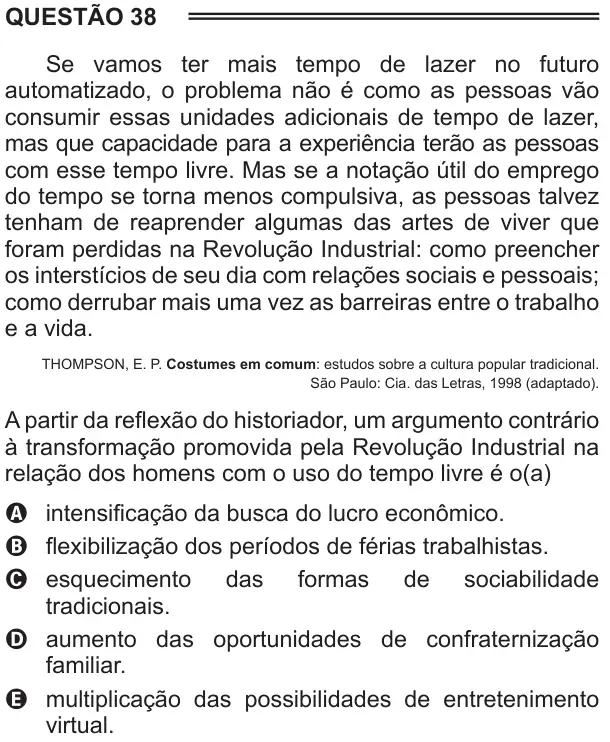 QUESTÃO 38
Se vamos ter mais tempo de lazer no futuro
automatizado, o problema não é como as pessoas vão
consumir essas unidades adicionais de tempo de lazer,
mas que capacidade para a experiência terão as pessoas
com esse tempo livre. Mas se a notação útil do emprego
do tempo se torna menos compulsiva, as pessoas talvez
tenham de reaprender algumas das artes de viver que
foram perdidas na Revolução Industrial: como preencher
os interstícios de seu dia com relações sociais e pessoais;
como derrubar mais uma vez as barreiras entre o trabalho
e a vida.
THOMPSON, E. P. Costumes em comum: estudos sobre a cultura popular tradicional.
São Paulo: Cia. das Letras, 1998 (adaptado).
A partir da reflexão do historiador, um argumento contrário
à transformação promovida pela Revolução Industrial na
relação dos homens com o uso do tempo livre é o(a)
A intensificação da busca do lucro econômico.
B flexibilização dos períodos de férias trabalhistas.
C esquecimento das formas de sociabilidade
tradicionais.
D aumento das oportunidades de confraternização
familiar.
E multiplicação das possibilidades de entretenimento
virtual.